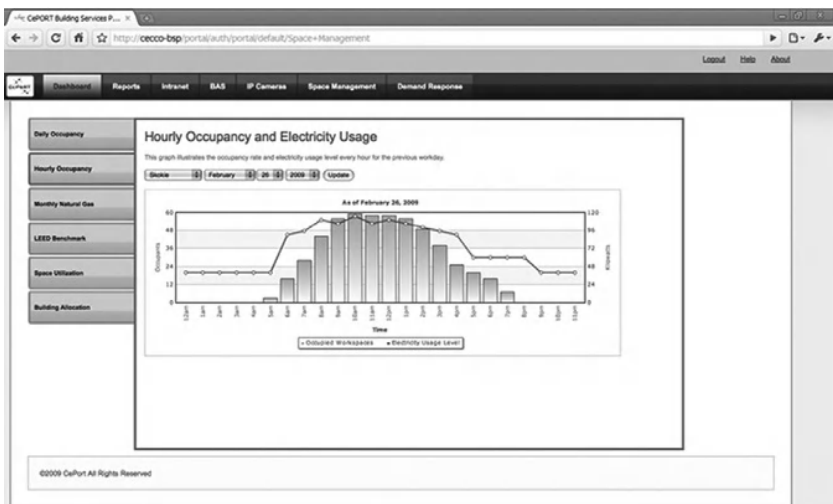 CePORT Building Services P...
http://cecco-bsp/portal/auth/portal/default/Space+Management
Logout Help About
CePORT Dashboard Reports Intranet BAS IP Cameras Space Management Demand Response
Daily Occupancy
Hourly Occupancy
Monthly Natural Gas
LEED Benchmark
Space Utilization
Building Allocation
Hourly Occupancy and Electricity Usage
This graph illustrates the occupancy rate and electricity usage level every hour for the previous workday.
Skokie February 26 2009 Update
As of February 26, 2009
Occupants
60
48
36
24
12
0
120
96
72
48
24
0
Kilowatts
12am 1am 2am 3am 4am 5am 6am 7am 8am 9am 10am 11am 12pm 1pm 2pm 3pm 4pm 5pm 6pm 7pm 8pm 9pm 10pm 11pm
Time
Occupied Workspaces Electricity Usage Level
©2009 CePort All Rights Reserved